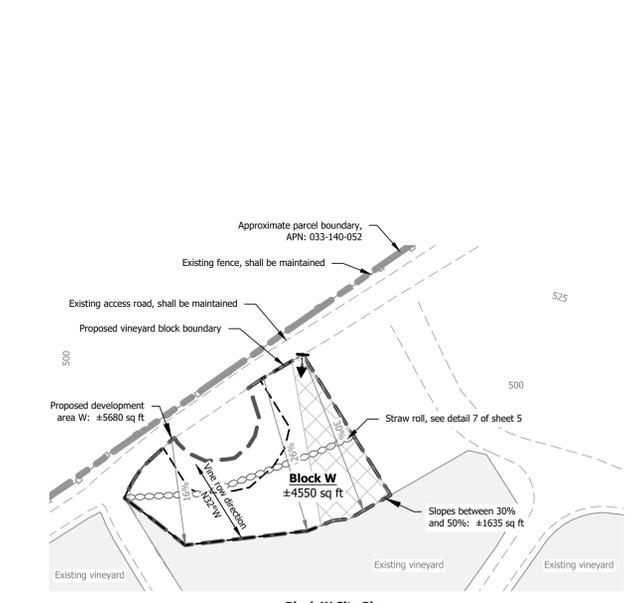 Approximate parcel boundary,
APN: 033-140-052
Existing fence, shall be maintained
525
Existing access road, shall be maintained
Proposed vineyard block boundary
500
500
Proposed development
area W: ±5680 sq ft
Straw roll, see detail 7 of sheet 5
30%
26%
16%
Vine row direction
N32°W
Block W
±4550 sq ft
Slopes between 30%
and 50%: ±1635 sq ft
Existing vineyard
Existing vineyard
Existing vineyard